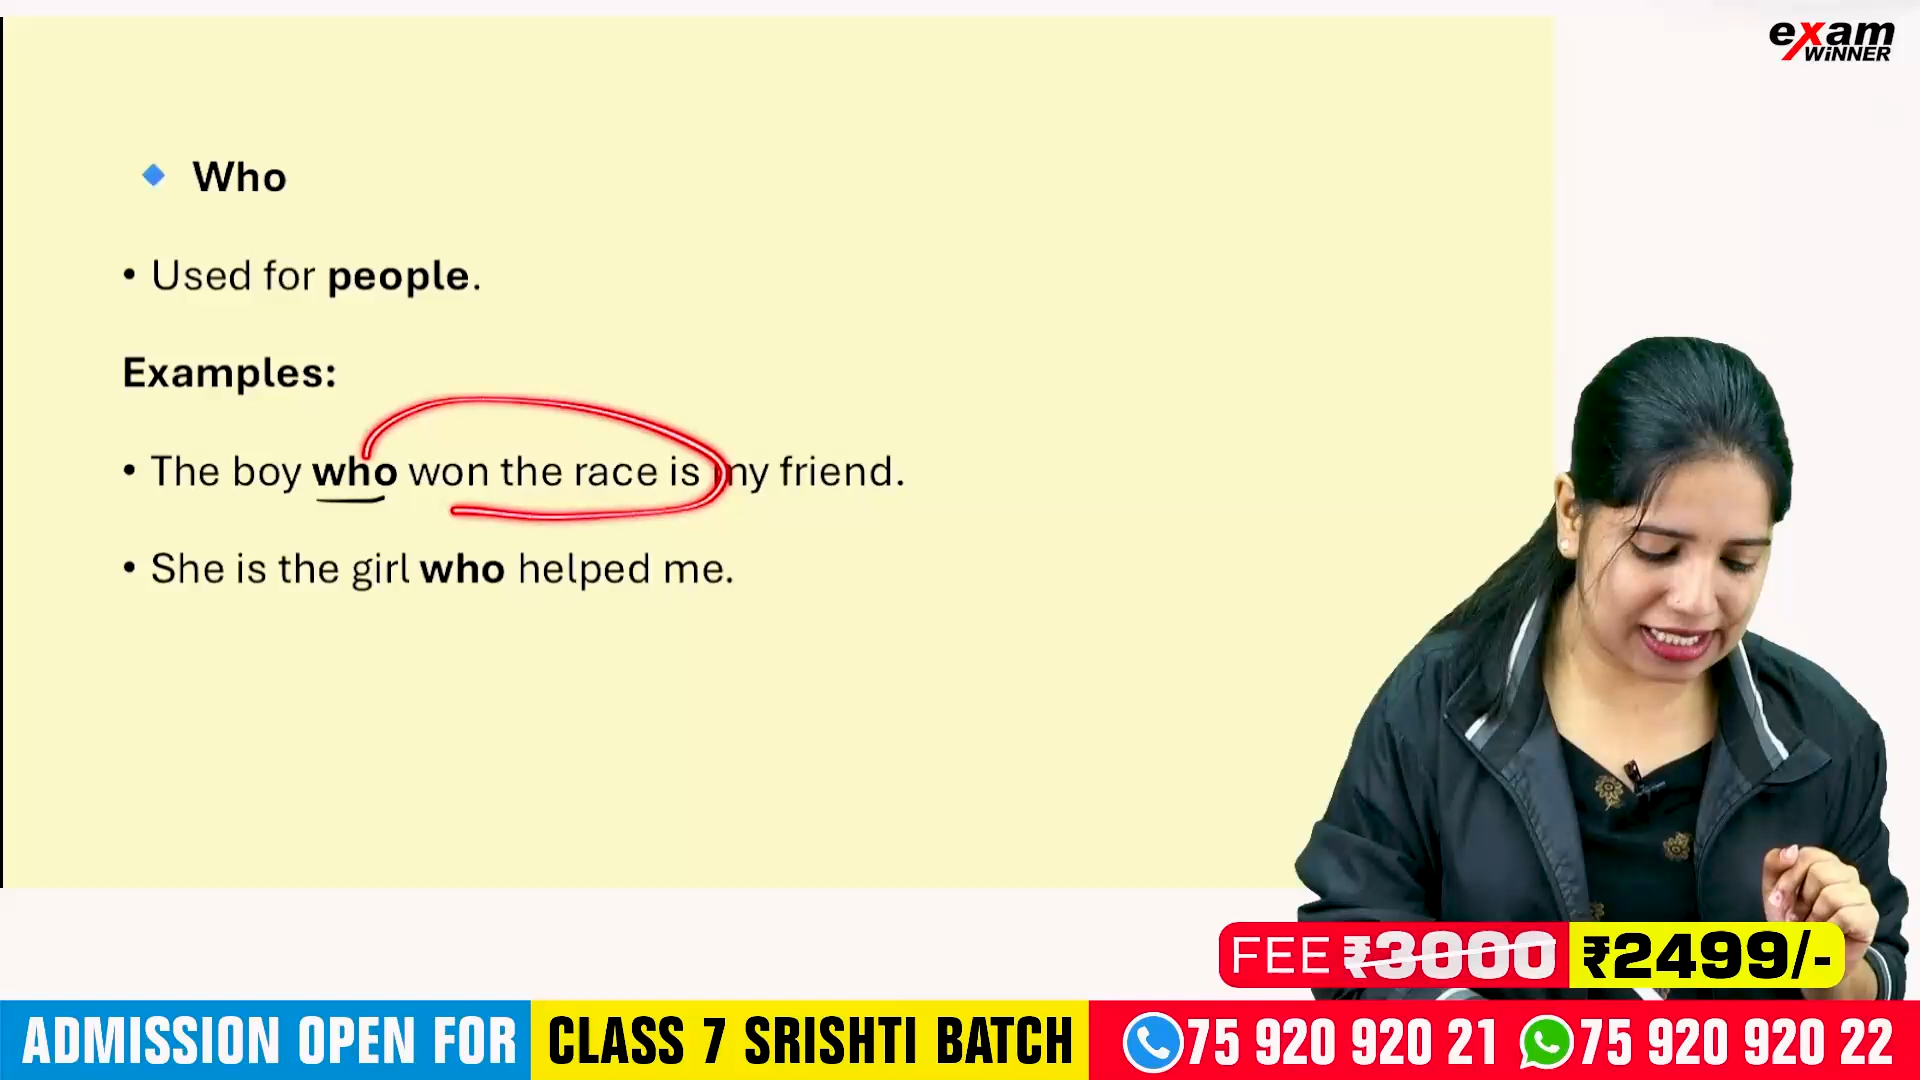 exam
WiNNER
Who
• Used for people.
Examples:
• The boy who won the race is my friend.
• She is the girl who helped me.
FEE ₹3000 ₹2499/-
ADMISSION OPEN FOR CLASS 7 SRISHTI BATCH 75 920 920 21 75 920 920 22